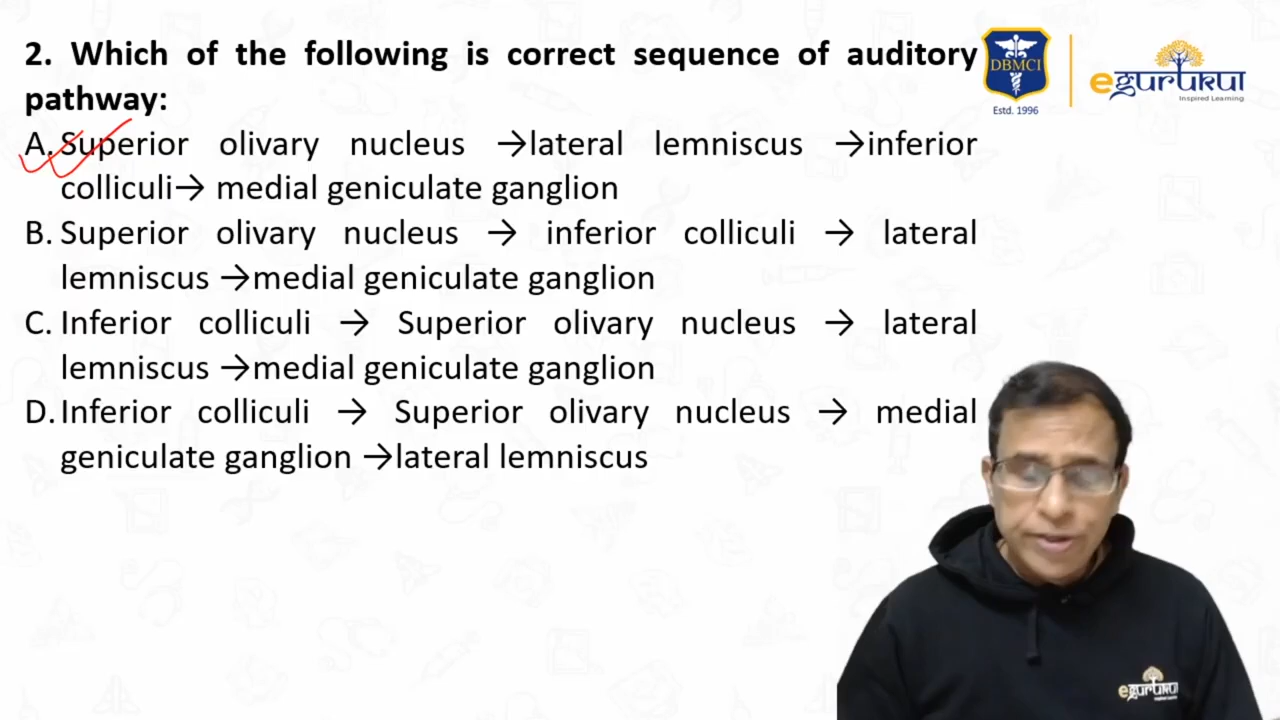 2. Which of the following is correct sequence of auditory
pathway:
A. Superior olivary nucleus →lateral lemniscus →inferior
colliculi→ medial geniculate ganglion
B. Superior olivary nucleus → inferior colliculi → lateral
lemniscus →medial geniculate ganglion
C. Inferior colliculi → Superior olivary nucleus → lateral
lemniscus →medial geniculate ganglion
D. Inferior colliculi → Superior olivary nucleus → medial
geniculate ganglion →lateral lemniscus
DBMCI
Estd. 1996
egurukul
Inspired Learning
egurukul